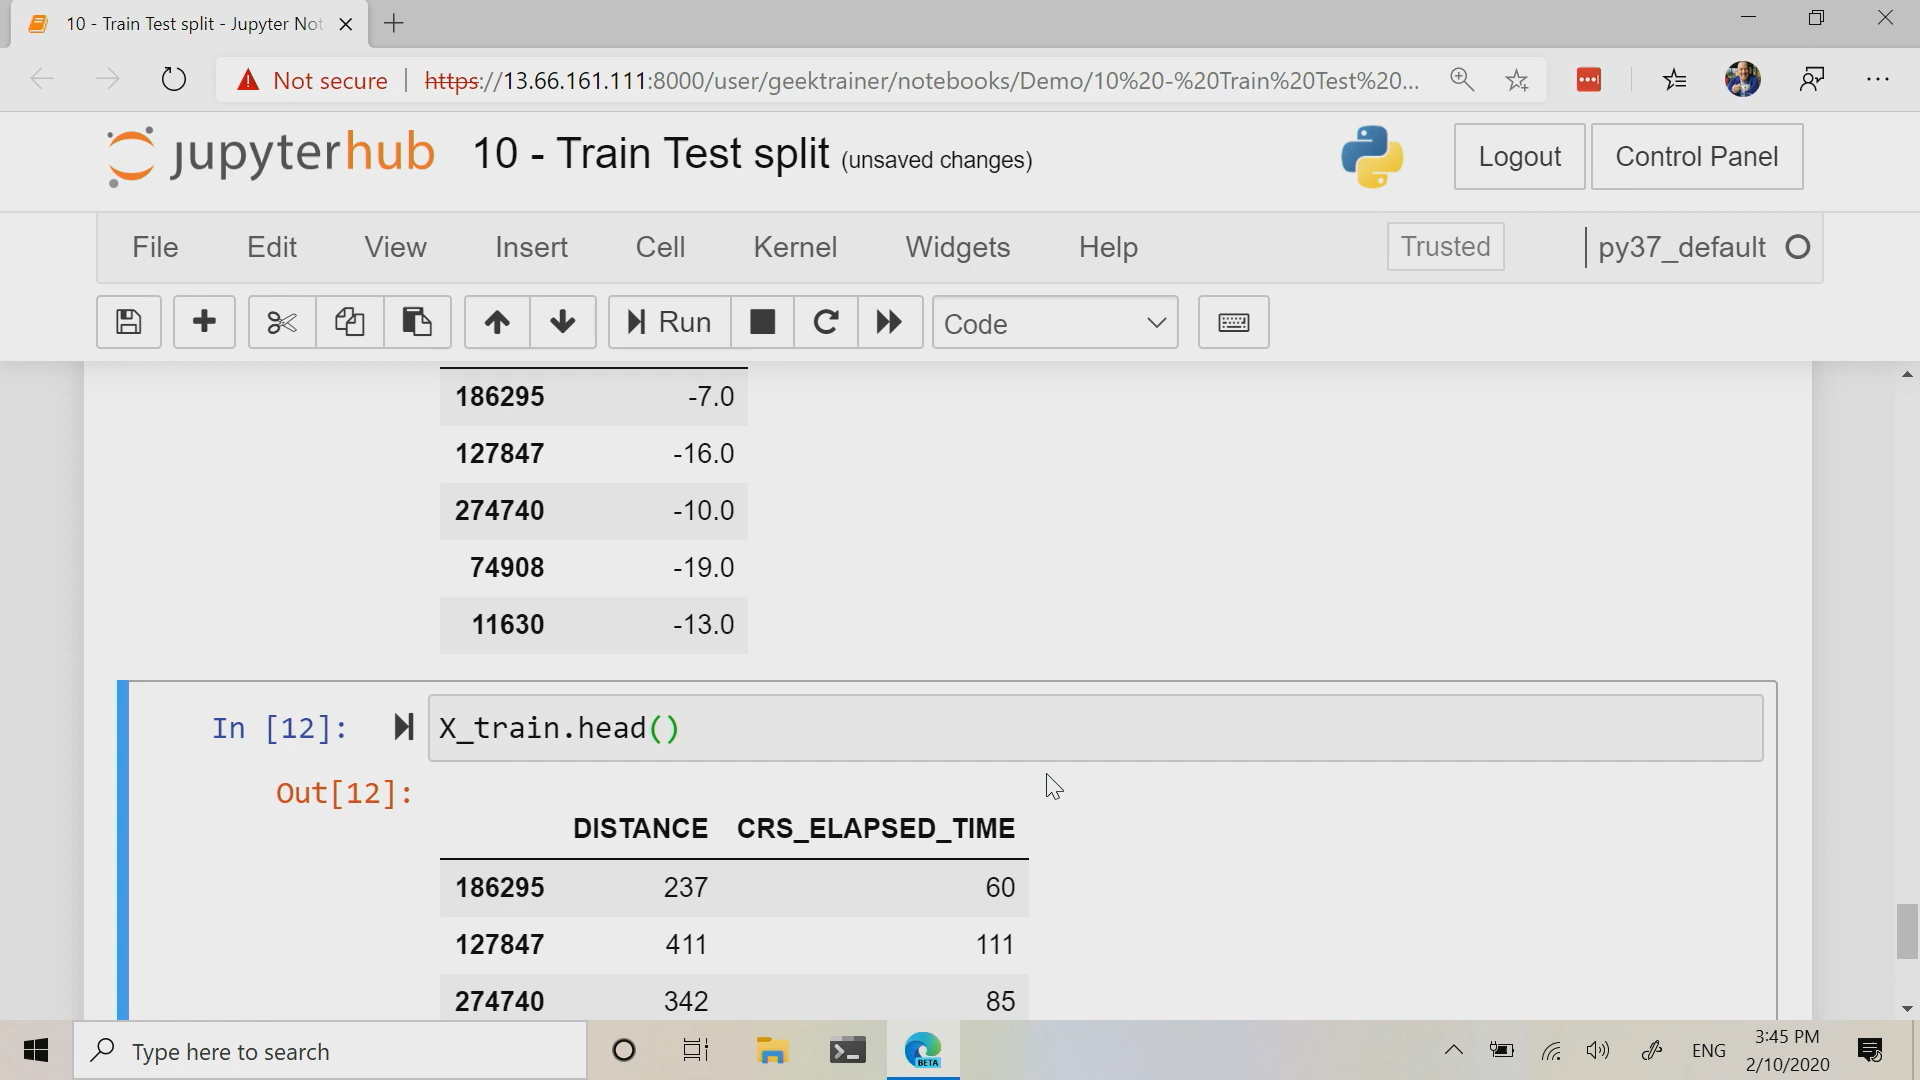 10 - Train Test split - Jupyter Not
Not secure
https://13.66.161.111:8000/user/geektrainer/notebooks/Demo/10%20-%20Train%20Test%20...
jupyterhub 10 - Train Test split (unsaved changes)
Logout
Control Panel
File Edit View Insert Cell Kernel Widgets Help Trusted py37_default
Run Code
186295 -7.0
127847 -16.0
274740 -10.0
74908 -19.0
11630 -13.0
In [12]: X_train.head()
Out[12]:
DISTANCE CRS_ELAPSED_TIME
186295 237 60
127847 411 111
274740 342 85
Type here to search
BETA
ENG
3:45 PM
2/10/2020